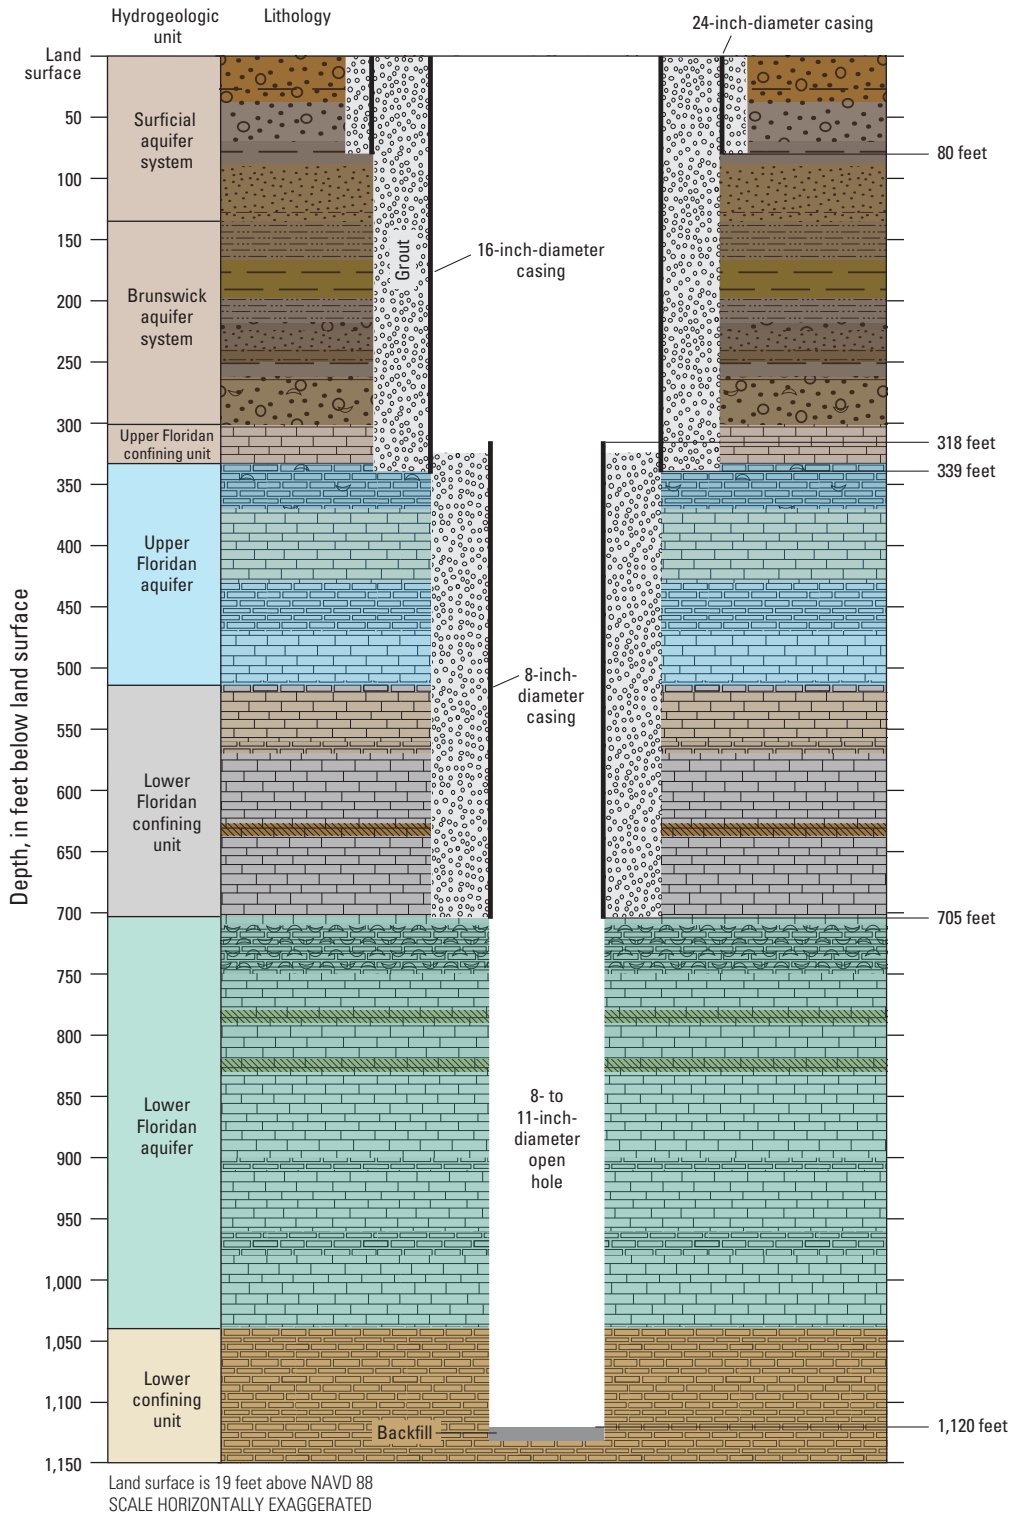 Hydrogeologic
unit
Lithology
24-inch-diameter casing
Land
surface
50
100
150
200
250
300
350
400
450
500
550
600
650
700
750
800
850
900
950
1,000
1,050
1,100
1,150
Depth, in feet below land surface
Surficial
aquifer
system
Brunswick
aquifer
system
Upper Floridan
confining unit
Upper
Floridan
aquifer
Lower
Floridan
confining
unit
Lower
Floridan
aquifer
Lower
confining
unit
Grout
16-inch-diameter
casing
8-inch-
diameter
casing
8- to
11-inch-
diameter
open
hole
Backfill
80 feet
318 feet
339 feet
705 feet
1,120 feet
Land surface is 19 feet above NAVD 88
SCALE HORIZONTALLY EXAGGERATED